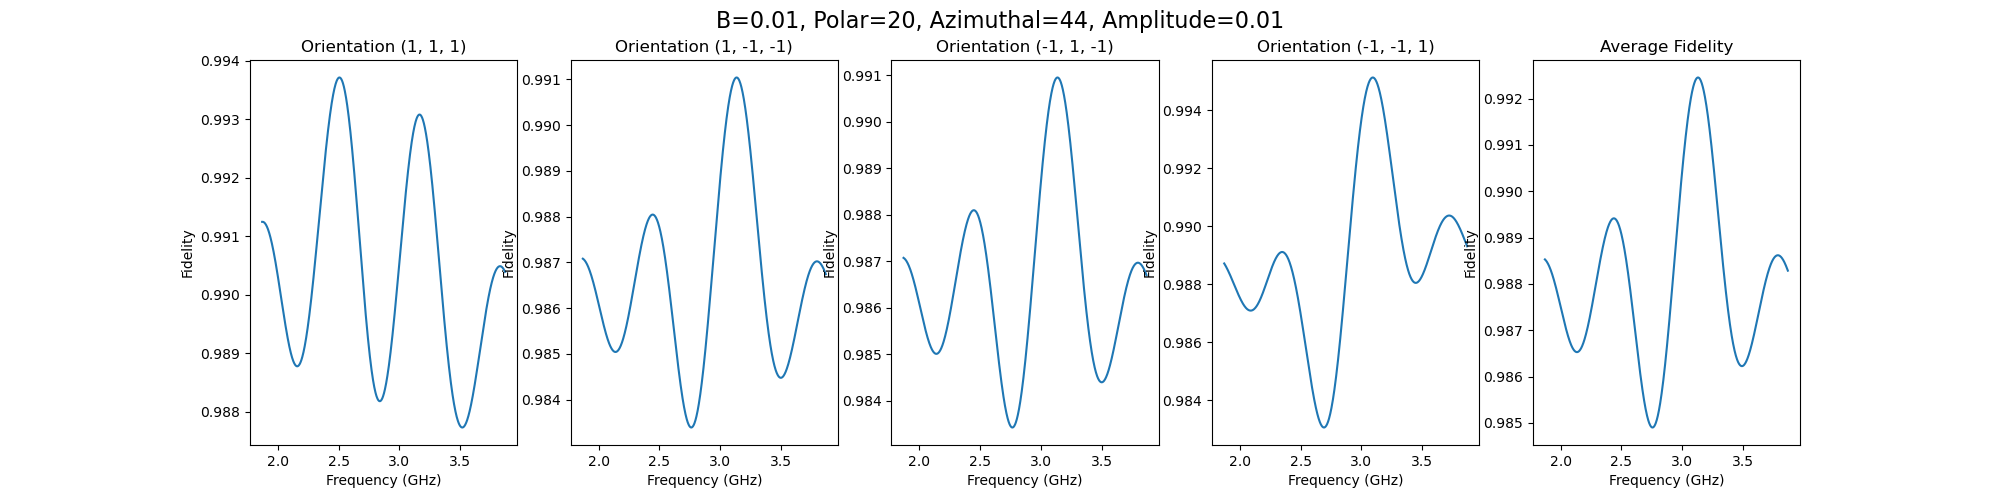 B=0.01, Polar=20, Azimuthal=44, Amplitude=0.01
Orientation (1, 1, 1)
Fidelity
0.994
0.993
0.992
0.991
0.990
0.989
0.988
2.0 2.5 3.0 3.5
Frequency (GHz)
Orientation (1, -1, -1)
Fidelity
0.991
0.990
0.989
0.988
0.987
0.986
0.985
0.984
2.0 2.5 3.0 3.5
Frequency (GHz)
Orientation (-1, 1, -1)
Fidelity
0.991
0.990
0.989
0.988
0.987
0.986
0.985
0.984
2.0 2.5 3.0 3.5
Frequency (GHz)
Orientation (-1, -1, 1)
Fidelity
0.994
0.992
0.990
0.988
0.986
0.984
2.0 2.5 3.0 3.5
Frequency (GHz)
Average Fidelity
Fidelity
0.992
0.991
0.990
0.989
0.988
0.987
0.986
0.985
2.0 2.5 3.0 3.5
Frequency (GHz)